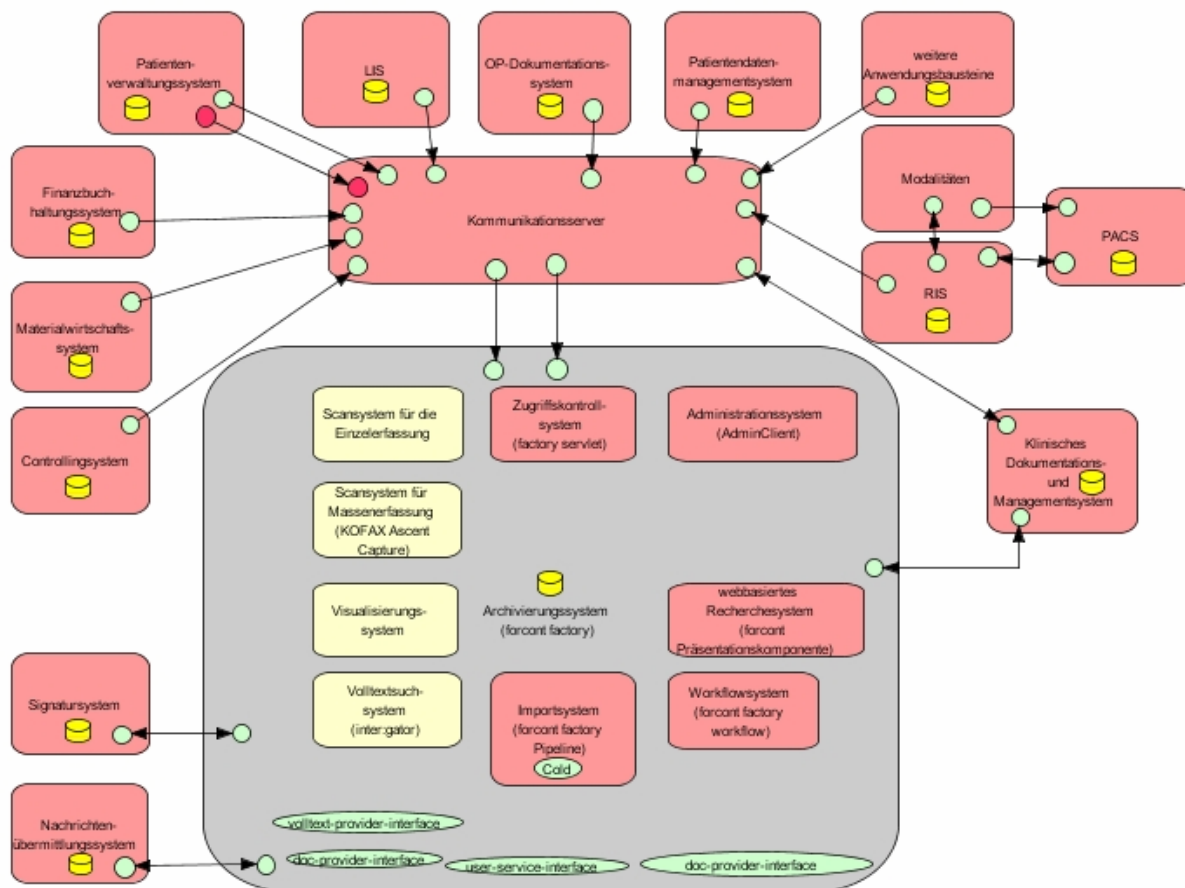 Patienten-
verwaltungssystem
LIS
OP-Dokumentations-
system
Patientendaten-
managementsystem
weitere
Anwendungsbausteine
Finanzbuch-
haltungssystem
Kommunikationsserver
Modalitäten
PACS
RIS
Materialwirtschafts-
system
Controllingsystem
Scansystem für die
Einzelerfassung
Zugriffskontroll-
system
(factory servlet)
Administrationssystem
(AdminClient)
Klinisches
Dokumentations-
und
Managementsystem
Scansystem für
Massenerfassung
(KOFAX Ascent
Capture)
Visualisierungs-
system
Archivierungssystem
(forcont factory)
webbasiertes
Recherchesystem
(forcont
Präsentationskomponente)
Signatursystem
Volltextsuch-
system
(inter:gator)
Importsystem
(forcont factory
Pipeline)
Cold
Workflowsystem
(forcont factory
workflow)
Nachrichten-
übermittlungssystem
volltext-provider-interface
doc-provider-interface
user-service-interface
doc-provider-interface